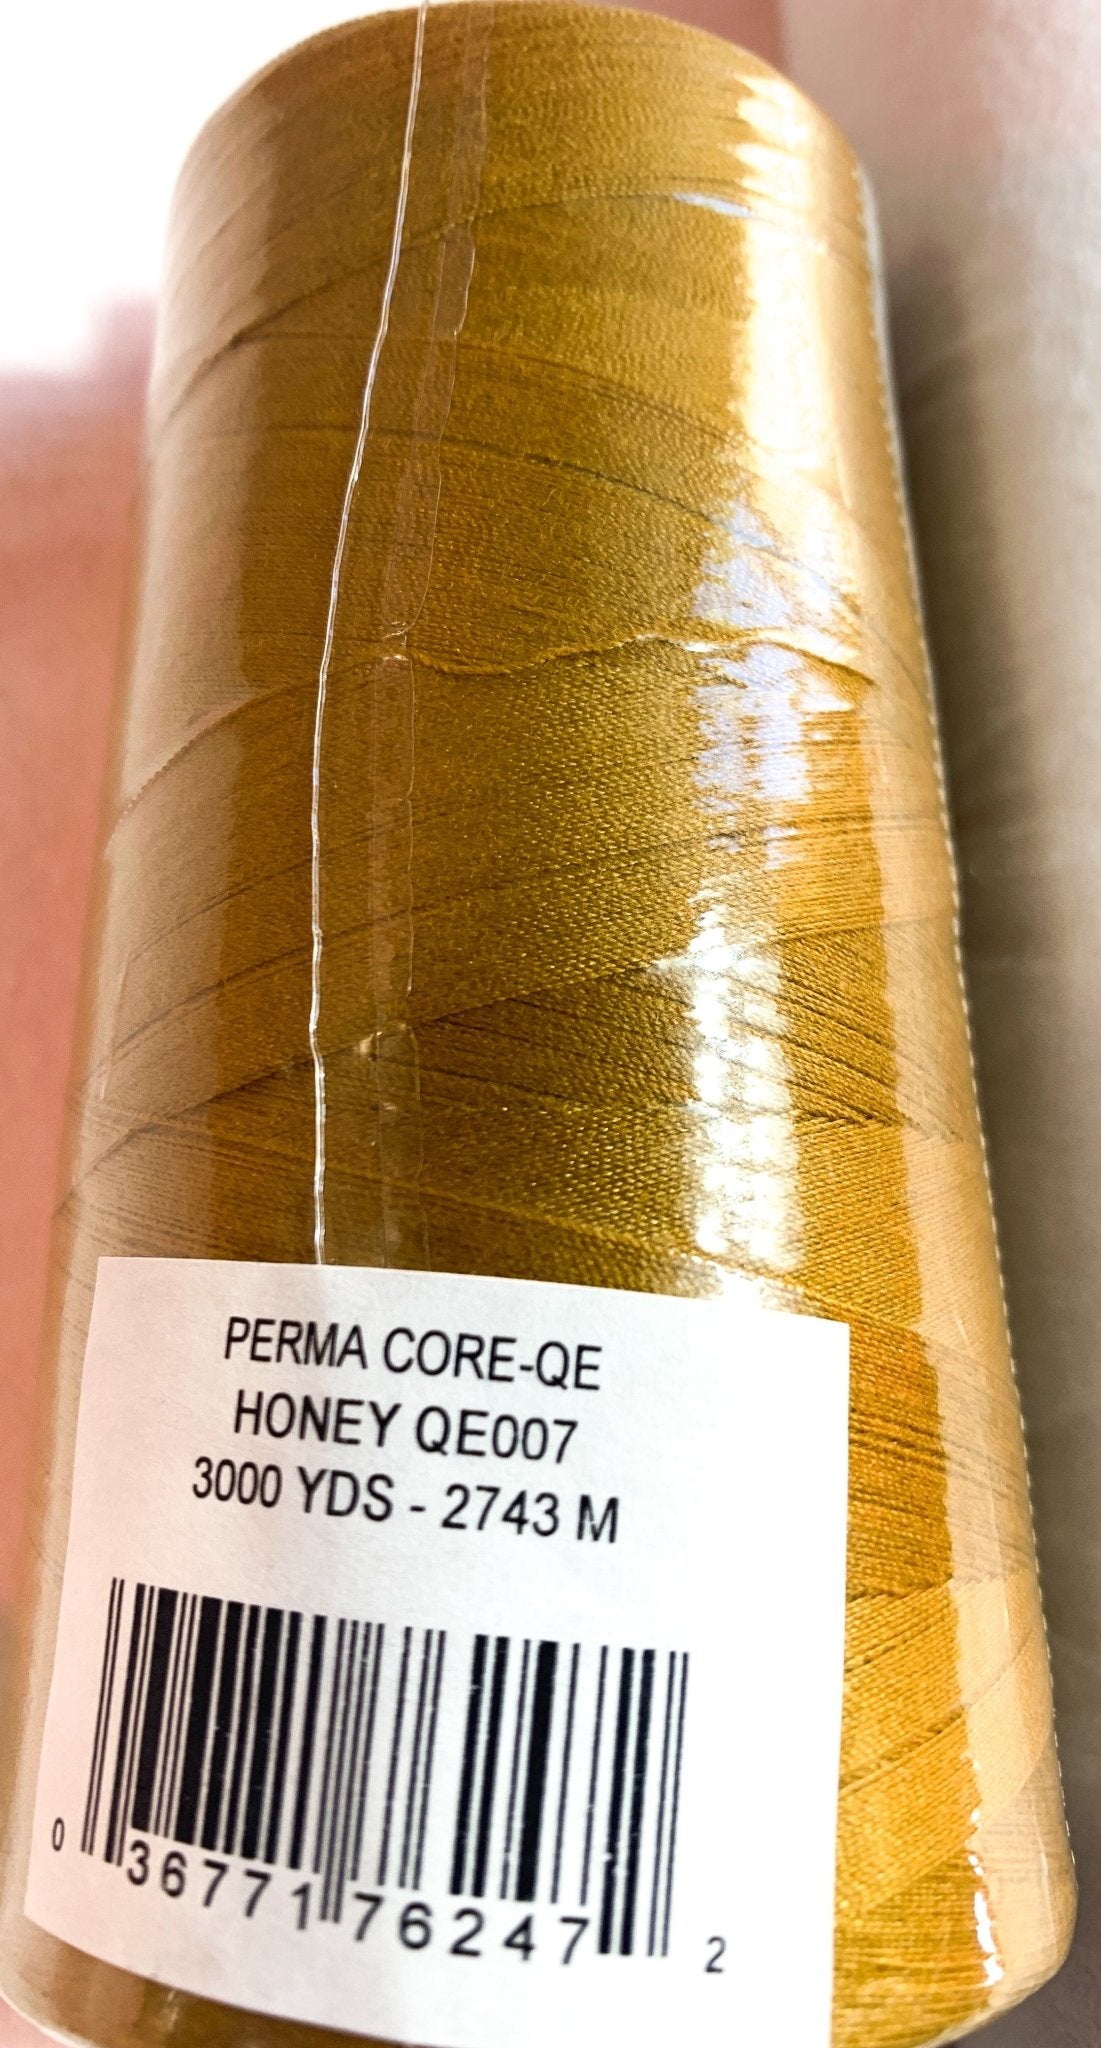 PERMA CORE-QE
HONEY QE007
3000 YDS - 2743 M
0 36771 76247 2